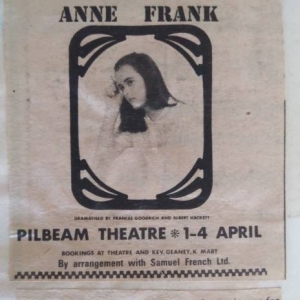 ANNE FRANK
DRAMATISED BY FRANCES GOODRICH AND ALBERT HACKETT
PILBEAM THEATRE * 1-4 APRIL
BOOKINGS AT THEATRE AND KEV. GEANEY, K MART
By arrangement with Samuel French Ltd.